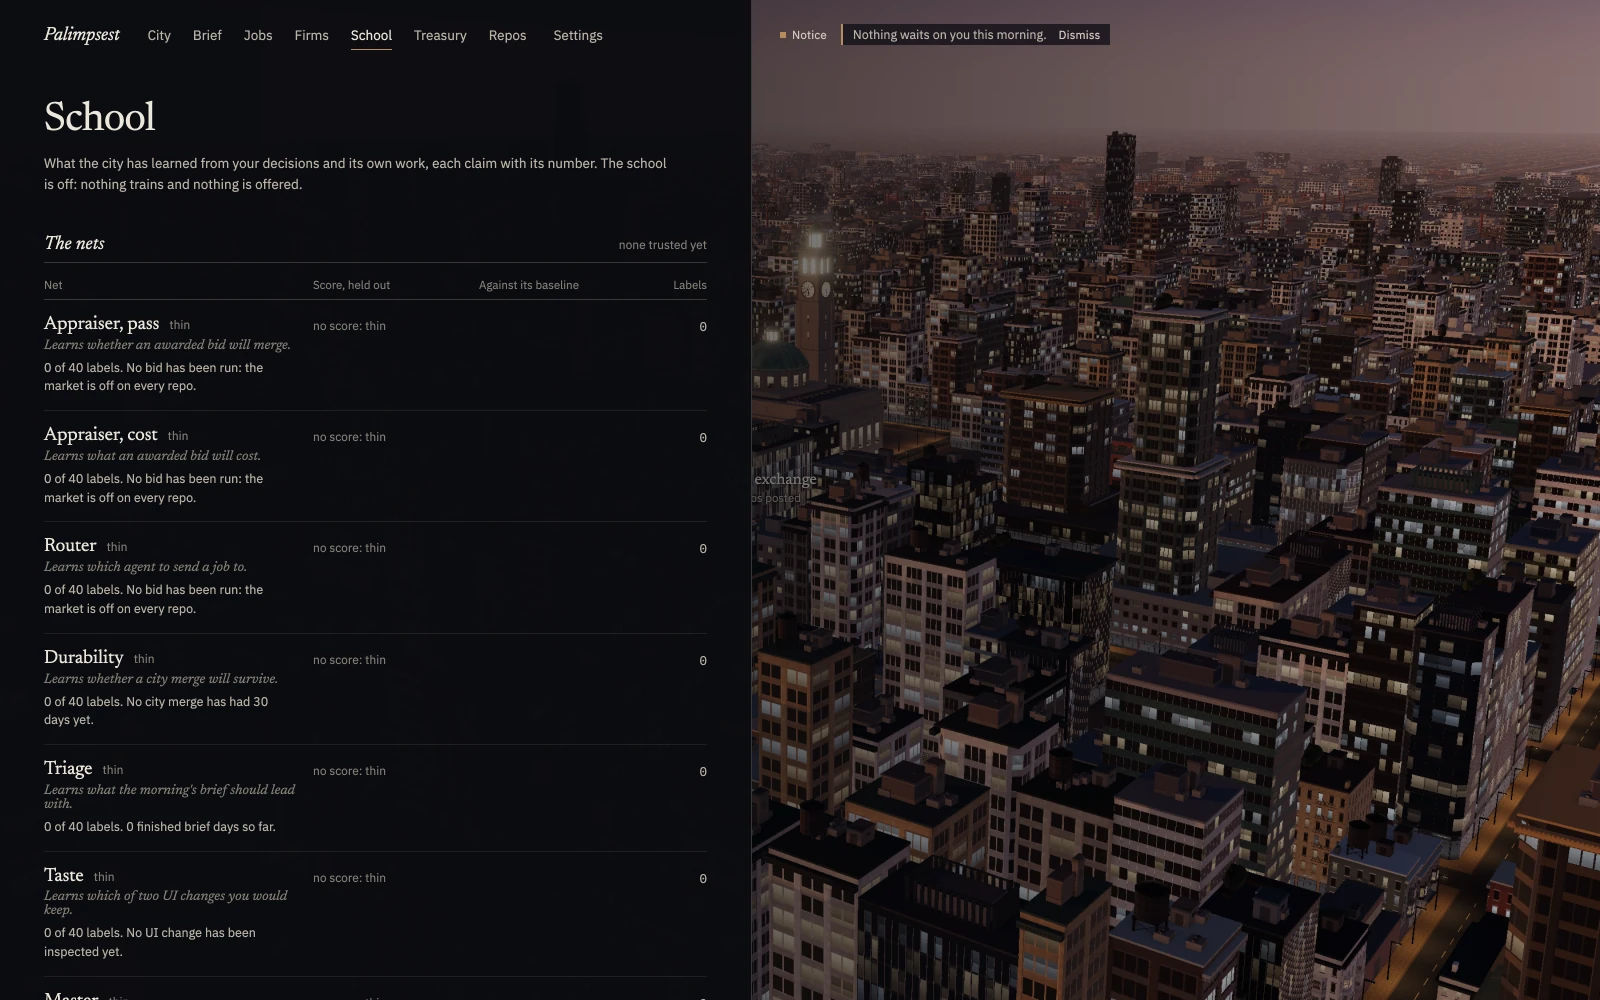 Palimpsest City Brief Jobs Firms School Treasury Repos Settings
Notice Nothing waits on you this morning. Dismiss
School
What the city has learned from your decisions and its own work, each claim with its number. The school
is off: nothing trains and nothing is offered.
The nets none trusted yet
Net Score, held out Against its baseline Labels
Appraiser, pass thin no score: thin 0
Learns whether an awarded bid will merge.
0 of 40 labels. No bid has been run: the
market is off on every repo.
Appraiser, cost thin no score: thin 0
Learns what an awarded bid will cost.
0 of 40 labels. No bid has been run: the
market is off on every repo.
Router thin no score: thin 0
Learns which agent to send a job to.
0 of 40 labels. No bid has been run: the
market is off on every repo.
Durability thin no score: thin 0
Learns whether a city merge will survive.
0 of 40 labels. No city merge has had 30
days yet.
Triage thin no score: thin 0
Learns what the morning's brief should lead
with.
0 of 40 labels. 0 finished brief days so far.
Taste thin no score: thin 0
Learns which of two UI changes you would
keep.
0 of 40 labels. No UI change has been
inspected yet.
exchange
posted